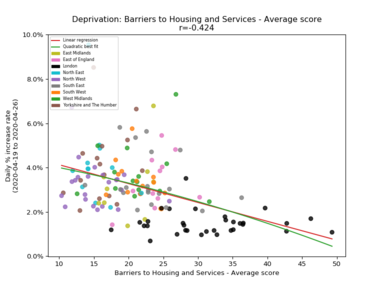 Deprivation: Barriers to Housing and Services - Average score
r=-0.424
10.0%
8.0%
6.0%
4.0%
2.0%
0.0%
Daily % increase rate
(2020-04-19 to 2020-04-26)
Linear regression
Quadratic best fit
East Midlands
East of England
London
North East
North West
South East
South West
West Midlands
Yorkshire and The Humber
10 15 20 25 30 35 40 45 50
Barriers to Housing and Services - Average score